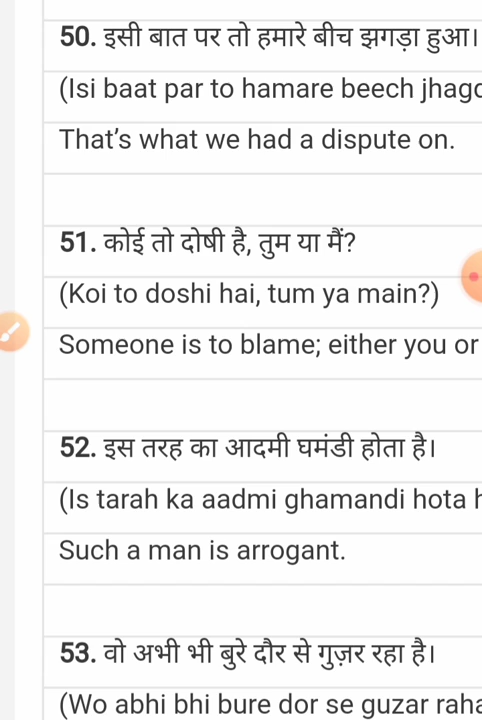 50. इसी बात पर तो हमारे बीच झगड़ा हुआ।
(Isi baat par to hamare beech
That's what we had a dispute on.
51. कोई तो दोषी है, तुम या मैं?
(Koi to doshi hai, tum ya main?)
Someone is to blame; either you or
52. इस तरह का आदमी घमंडी होता है।
(Is tarah ka aadmi ghamandi hota
Such a man is arrogant.
53. वो अभी भी बुरे दौर से गुज़र रहा है।
(Wo abhi bhi bure dor se guzar